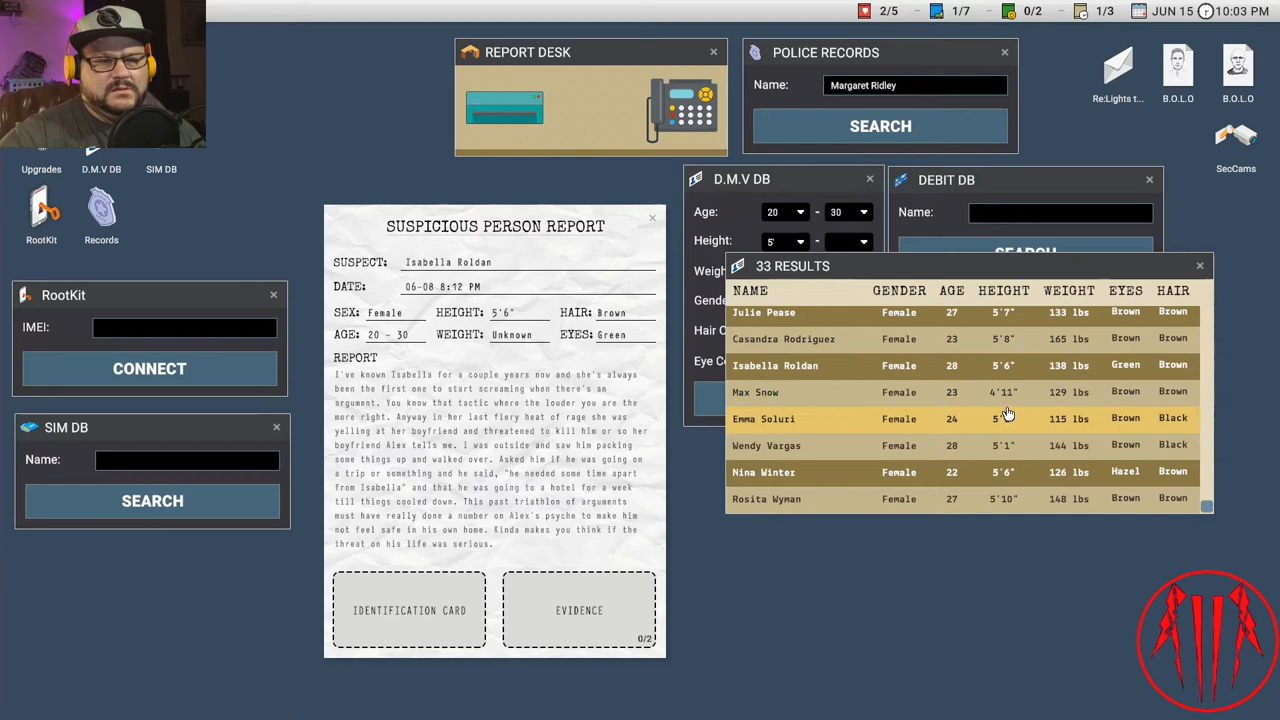 2/5 1/7 0/2 1/3 JUN 15 10:03 PM
REPORT DESK
POLICE RECORDS
Name: Margaret Ridley
SEARCH
Re:Lights t...
B.O.L.O
B.O.L.O
SecCams
Upgrades
D.M.V DB
SIM DB
RootKit
Records
RootKit
IMEI:
CONNECT
SIM DB
Name:
SEARCH
SUSPICIOUS PERSON REPORT
SUSPECT: Isabella Roldan
DATE: 06-08 8:12 PM
SEX: Female HEIGHT: 5'6" HAIR: Brown
AGE: 20 - 30 WEIGHT: Unknown EYES: Green
REPORT
I've known Isabella for a couple years now and she's always
been the first one to start screaming when there's an
argument. You know that tactic where the louder you are the
more right. Anyway in her last fiery heat of rage she was
yelling at her boyfriend and threatened to kill him or so her
boyfriend Alex tells me. I was outside and saw him packing
some things up and walked over. Asked him if he was going on
a trip or something and he said, "he needed some time apart
from Isabella" and that he was going to a hotel for a week
till things cooled down. This past triathlon of arguments
must have really done a number on Alex's psyche to make him
not feel safe in his own home. Kinda makes you think if the
threat on his life was serious.
IDENTIFICATION CARD
EVIDENCE
0/2
D.M.V DB
Age: 20 - 30
Height: 5' -
Weigh
Gende
Hair C
Eye C
DEBIT DB
Name:
33 RESULTS
NAME GENDER AGE HEIGHT WEIGHT EYES HAIR
Julie Pease Female 27 5'7" 133 lbs Brown Brown
Casandra Rodriguez Female 23 5'8" 165 lbs Brown Brown
Isabella Roldan Female 28 5'6" 138 lbs Green Brown
Max Snow Female 23 4'11" 129 lbs Brown Brown
Emma Soluri Female 24 115 lbs Brown Black
Wendy Vargas Female 28 5'1" 144 lbs Brown Black
Nina Winter Female 22 5'6" 126 lbs Hazel Brown
Rosita Wyman Female 27 5'10" 148 lbs Brown Brown